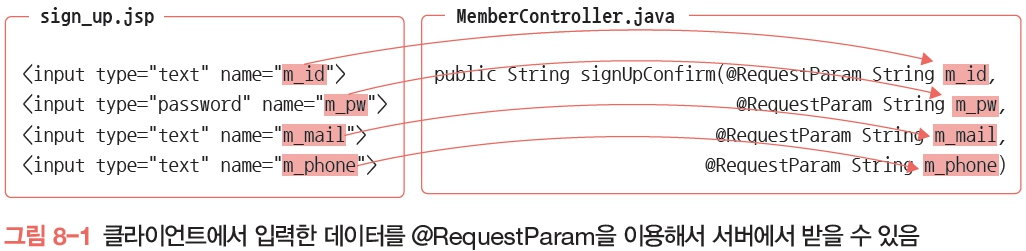 sign_up.jsp
<input type="text" name="m_id">
<input type="password" name="m_pw">
<input type="text" name="m_mail">
<input type="text" name="m_phone">
MemberController.java
public String signUpConfirm(@RequestParam String m_id,
@RequestParam String m_pw,
@RequestParam String m_mail,
@RequestParam String m_phone)
그림 8-1 클라이언트에서 입력한 데이터를 @RequestParam을 이용해서 서버에서 받을 수 있음